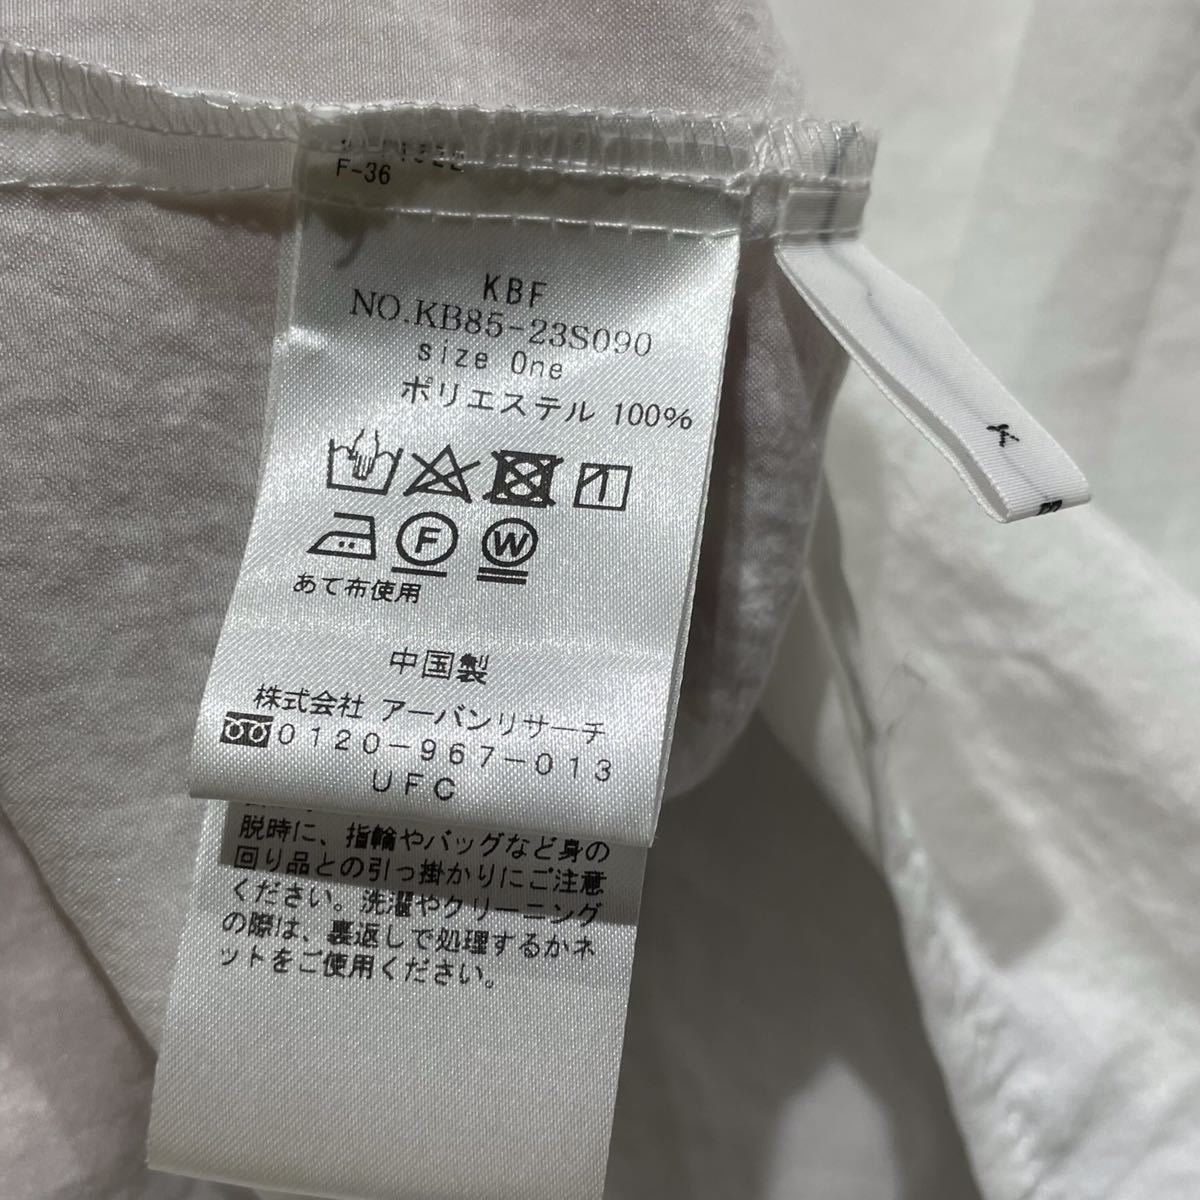 F-36
KBF
NO.KB85-23S090
size One
ポリエステル 100%
F
W
あて布使用
中国製
株式会社 アーバンリサーチ
0120-967-013
UFC
脱時に、指輪やバッグなど身の
回り品との引っ掛かりにご注意
ください。洗濯やクリーニング
の際は、裏返しで処理するかネ
ットをご使用ください。
K